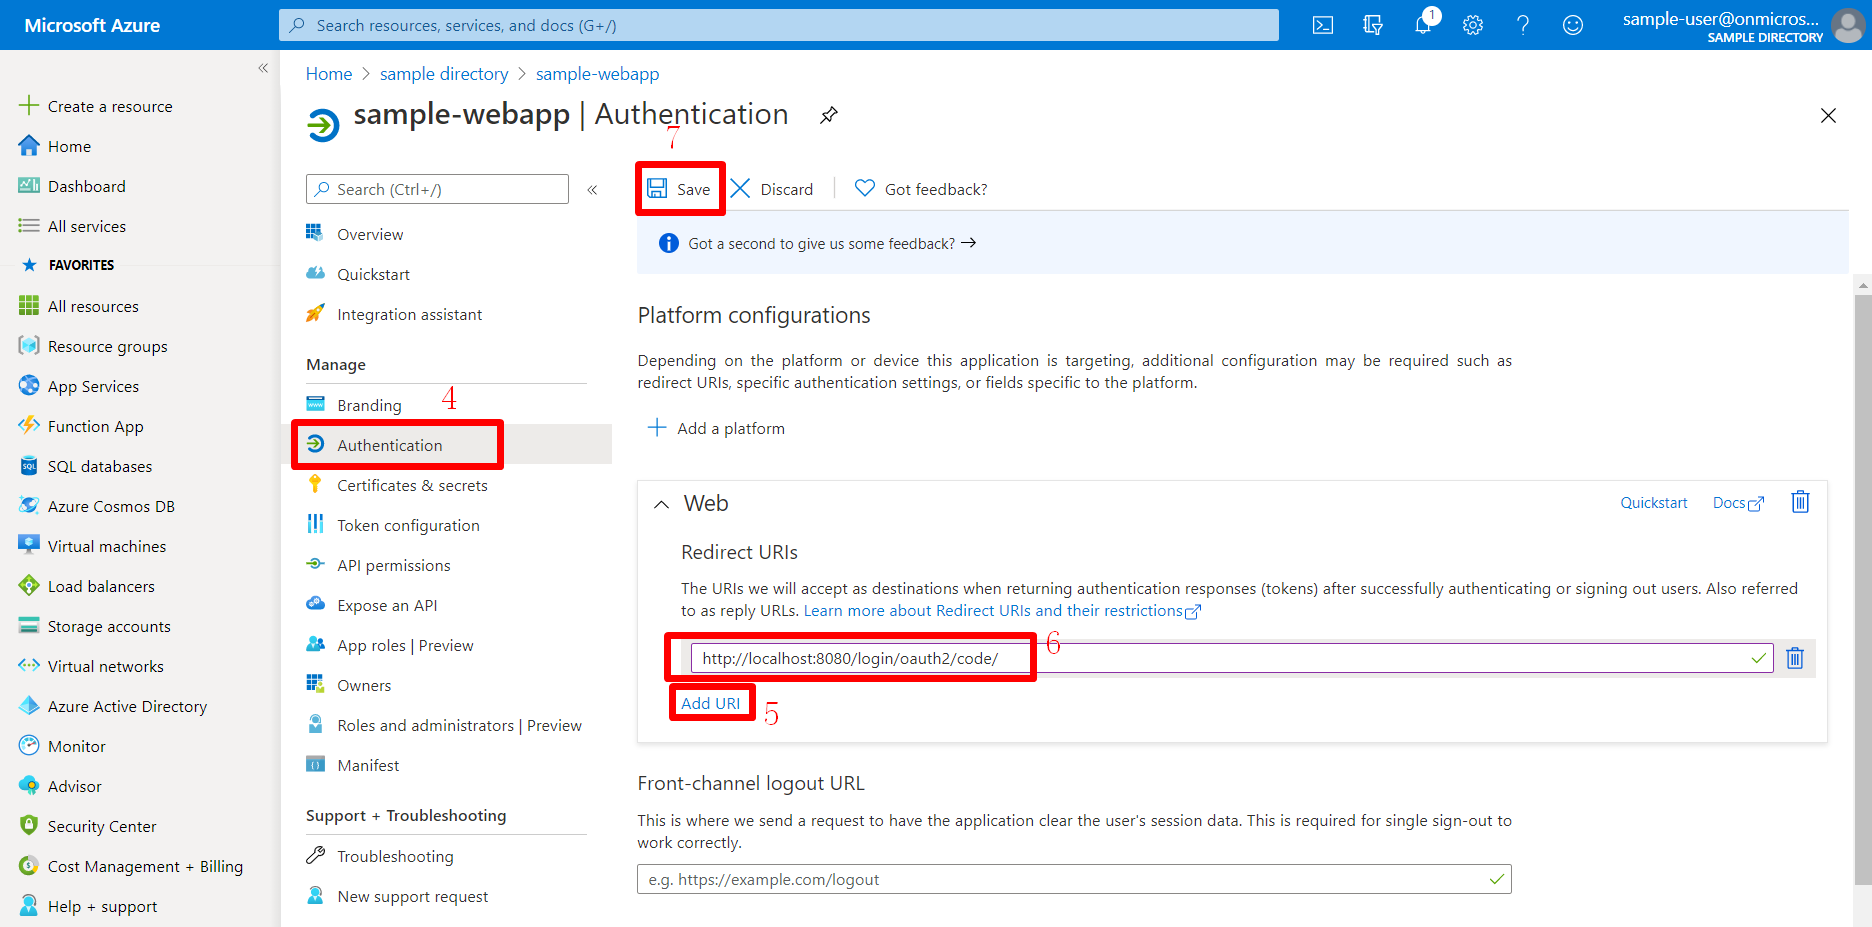 Microsoft Azure
Search resources, services, and docs (G+/)
1
sample-user@onmicros...
SAMPLE DIRECTORY
Create a resource
Home
Dashboard
All services
FAVORITES
All resources
Resource groups
App Services
Function App
SQL databases
Azure Cosmos DB
Virtual machines
Load balancers
Storage accounts
Virtual networks
Azure Active Directory
Monitor
Advisor
Security Center
Cost Management + Billing
Help + support
Home > sample directory > sample-webapp
sample-webapp | Authentication
Search (Ctrl+/)
Overview
Quickstart
Integration assistant
Manage
Branding
4
Authentication
Certificates & secrets
Token configuration
API permissions
Expose an API
App roles | Preview
Owners
Roles and administrators | Preview
Manifest
Support + Troubleshooting
Troubleshooting
New support request
7
Save
Discard
Got feedback?
Got a second to give us some feedback? →
Platform configurations
Depending on the platform or device this application is targeting, additional configuration may be required such as
redirect URIs, specific authentication settings, or fields specific to the platform.
Add a platform
Web
Quickstart
Docs
Redirect URIs
The URIs we will accept as destinations when returning authentication responses (tokens) after successfully authenticating or signing out users. Also referred
to as reply URLs. Learn more about Redirect URIs and their restrictions
http://localhost:8080/login/oauth2/code/
6
Add URI
5
Front-channel logout URL
This is where we send a request to have the application clear the user's session data. This is required for single sign-out to
work correctly.
e.g. https://example.com/logout